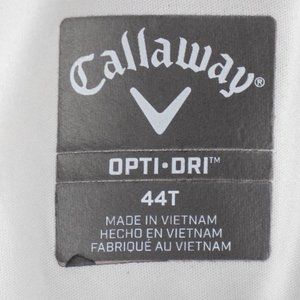 Callaway®
OPTI·DRI™
44T
MADE IN VIETNAM
HECHO EN VIETNAM
FABRIQUÉ AU VIETNAM